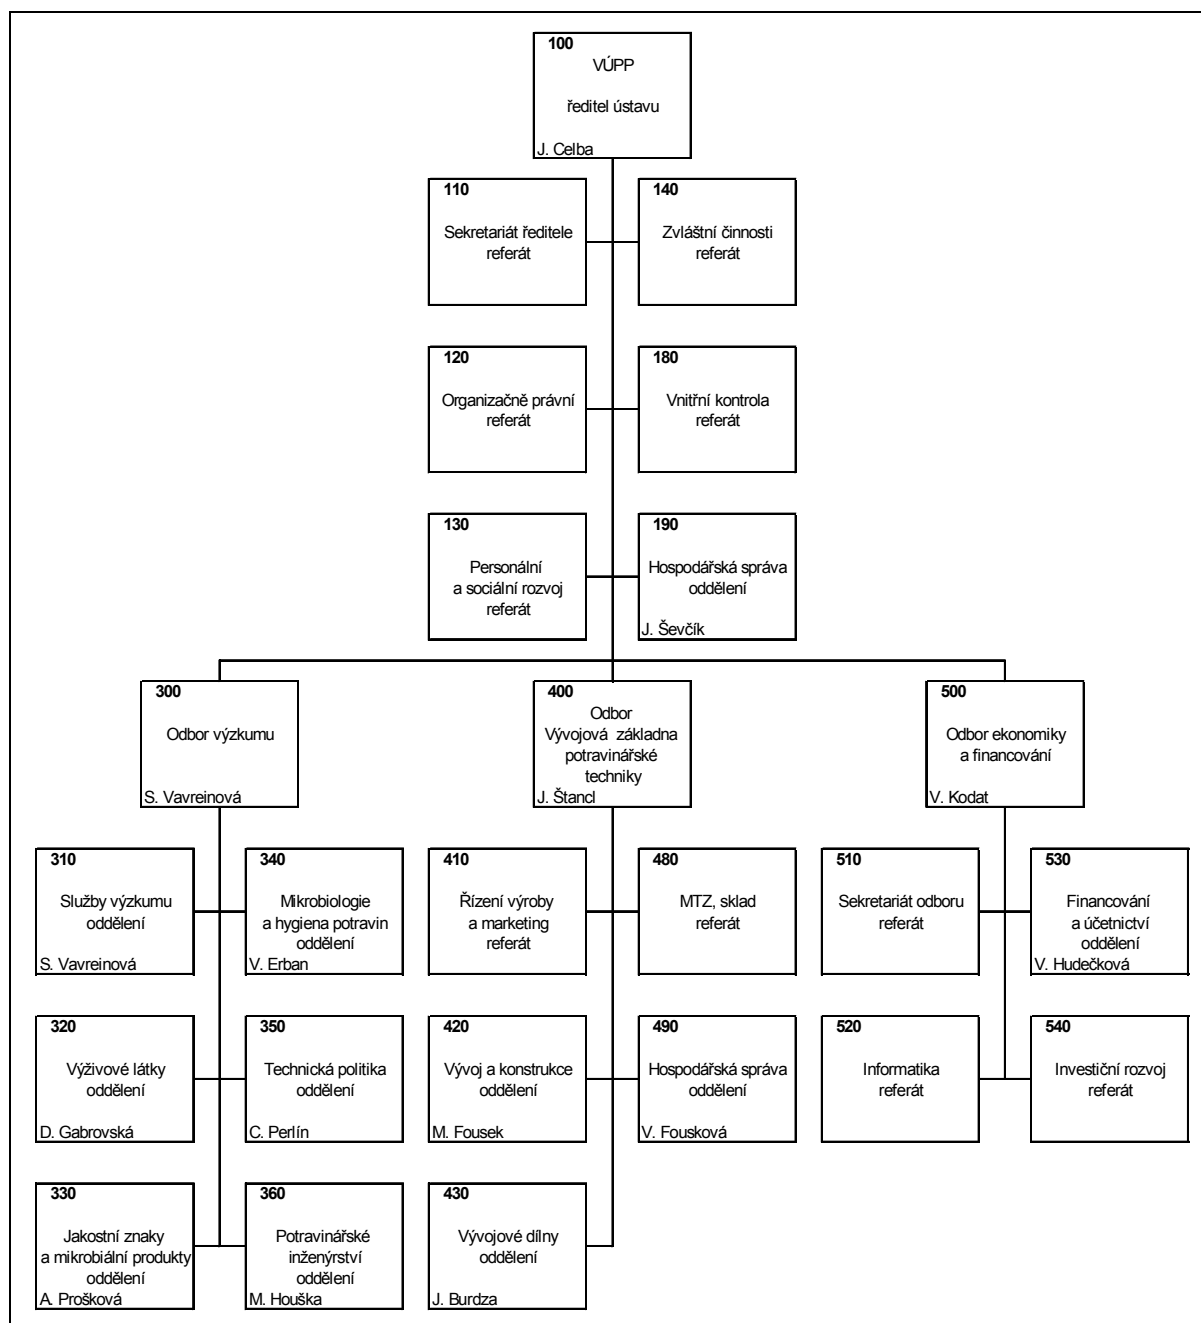 100
VÚPP
ředitel ústavu
J. Celba
110
Sekretariát ředitele
referát
140
Zvláštní činnosti
referát
120
Organizačně právní
referát
180
Vnitřní kontrola
referát
130
Personální
a sociální rozvoj
referát
190
Hospodářská správa
oddělení
J. Ševčík
300
Odbor výzkumu
S. Vavreinová
400
Odbor
Vývojová základna
potravinářské
techniky
J. Štancl
500
Odbor ekonomiky
a financování
V. Kodat
310
Služby výzkumu
oddělení
S. Vavreinová
340
Mikrobiologie
a hygiena potravin
oddělení
V. Erban
410
Řízení výroby
a marketing
referát
480
MTZ, sklad
referát
510
Sekretariát odboru
referát
530
Financování
a účetnictví
oddělení
V. Hudečková
320
Výživové látky
oddělení
D. Gabrovská
350
Technická politika
oddělení
C. Perlín
420
Vývoj a konstrukce
oddělení
M. Fousek
490
Hospodářská správa
oddělení
V. Fousková
520
Informatika
referát
540
Investiční rozvoj
referát
330
Jakostní znaky
a mikrobiální produkty
oddělení
A. Prošková
360
Potravinářské
inženýrství
oddělení
M. Houška
430
Vývojové dílny
oddělení
J. Burdza